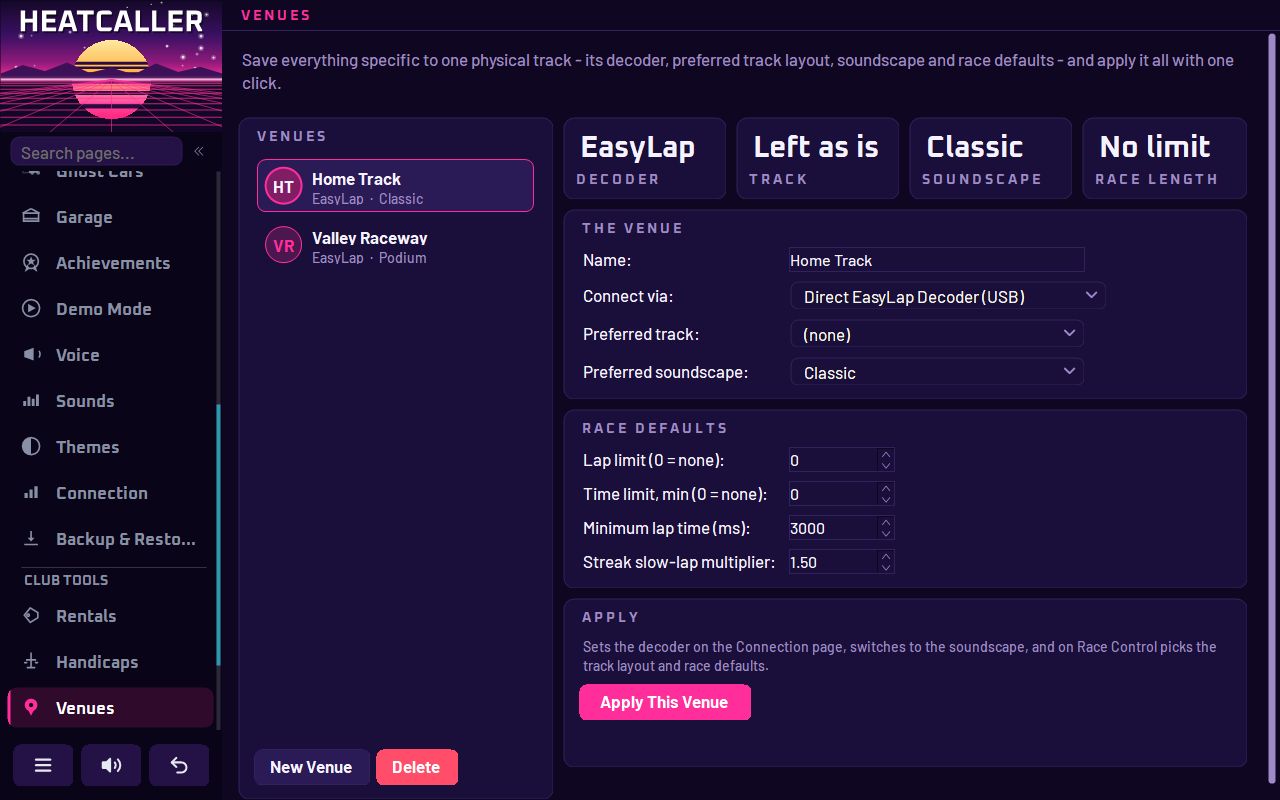 HEATCALLER
Search pages...
Ghost Cars
Garage
Achievements
Demo Mode
Voice
Sounds
Themes
Connection
Backup & Resto...
CLUB TOOLS
Rentals
Handicaps
Venues
VENUES
Save everything specific to one physical track - its decoder, preferred track layout, soundscape and race defaults - and apply it all with one
click.
VENUES
HT
Home Track
EasyLap · Classic
VR
Valley Raceway
EasyLap · Podium
New Venue
Delete
EasyLap
DECODER
Left as is
TRACK
Classic
SOUNDSCAPE
No limit
RACE LENGTH
THE VENUE
Name: Home Track
Connect via: Direct EasyLap Decoder (USB)
Preferred track: (none)
Preferred soundscape: Classic
RACE DEFAULTS
Lap limit (0 = none): 0
Time limit, min (0 = none): 0
Minimum lap time (ms): 3000
Streak slow-lap multiplier: 1.50
APPLY
Sets the decoder on the Connection page, switches to the soundscape, and on Race Control picks the
track layout and race defaults.
Apply This Venue